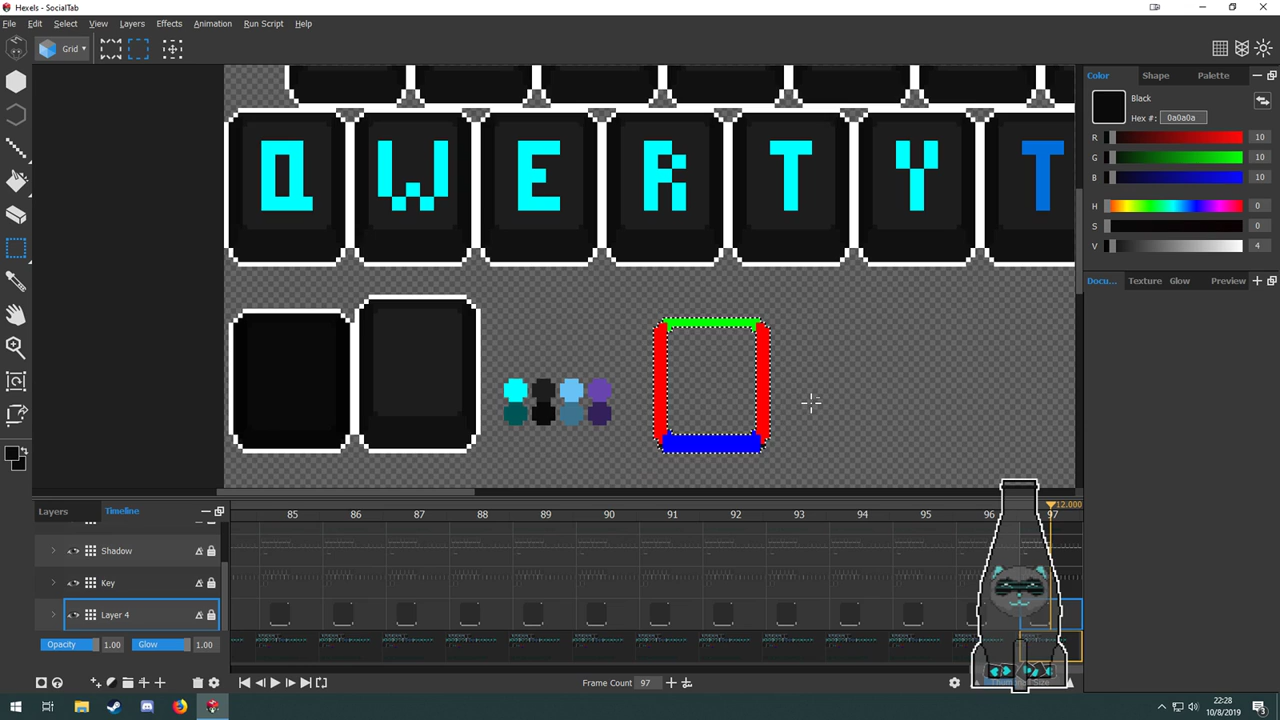 Hexels - SocialTab
File Edit Select View Layers Effects Animation Run Script Help
Grid
Color Shape Palette
Black
Hex #: 0a0a0a
R 10
G 10
B 10
H 0
S 0
V 4
Docu... Texture Glow Preview
Q W E R T Y T
Layers Timeline
85 86 87 88 89 90 91 92 93 94 95 96 97
12.000
Shadow
Key
Layer 4
Opacity 1.00 Glow 1.00
Frame Count 97
Size
22:28
10/8/2019
3